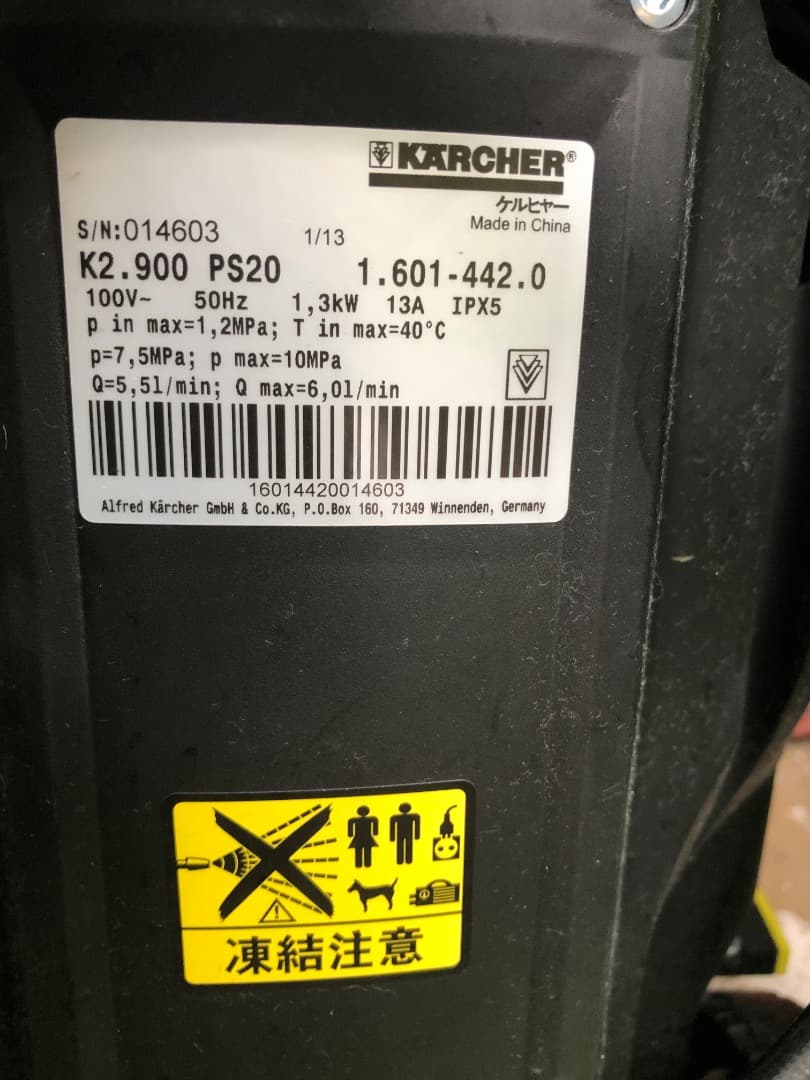 KÄRCHER®
ケルヒャー
Made in China
S/N:014603 1/13
K2.900 PS20 1.601-442.0
100V~ 50Hz 1,3kW 13A IPX5
p in max=1,2MPa; T in max=40°C
p=7,5MPa; p max=10MPa
Q=5,5l/min; Q max=6,0l/min
16014420014603
Alfred Kärcher GmbH & Co.KG, P.O.Box 160, 71349 Winnenden, Germany
凍結注意